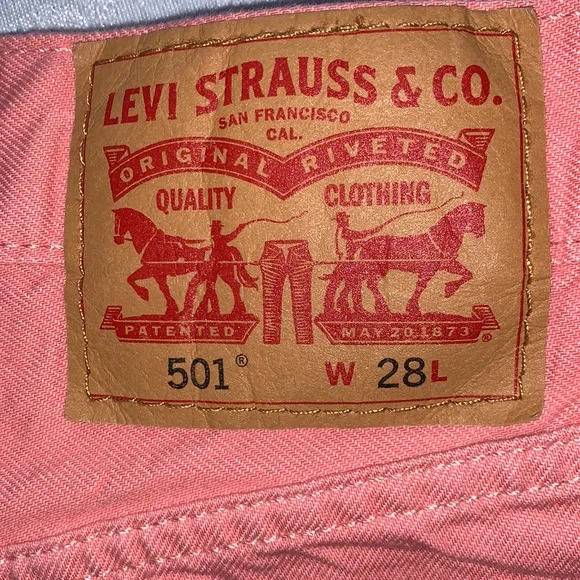 LEVI STRAUSS & CO.
SAN FRANCISCO
CAL.
ORIGINAL RIVETED
QUALITY CLOTHING
PATENTED MAY 20 1873 ®
501® W 28 L